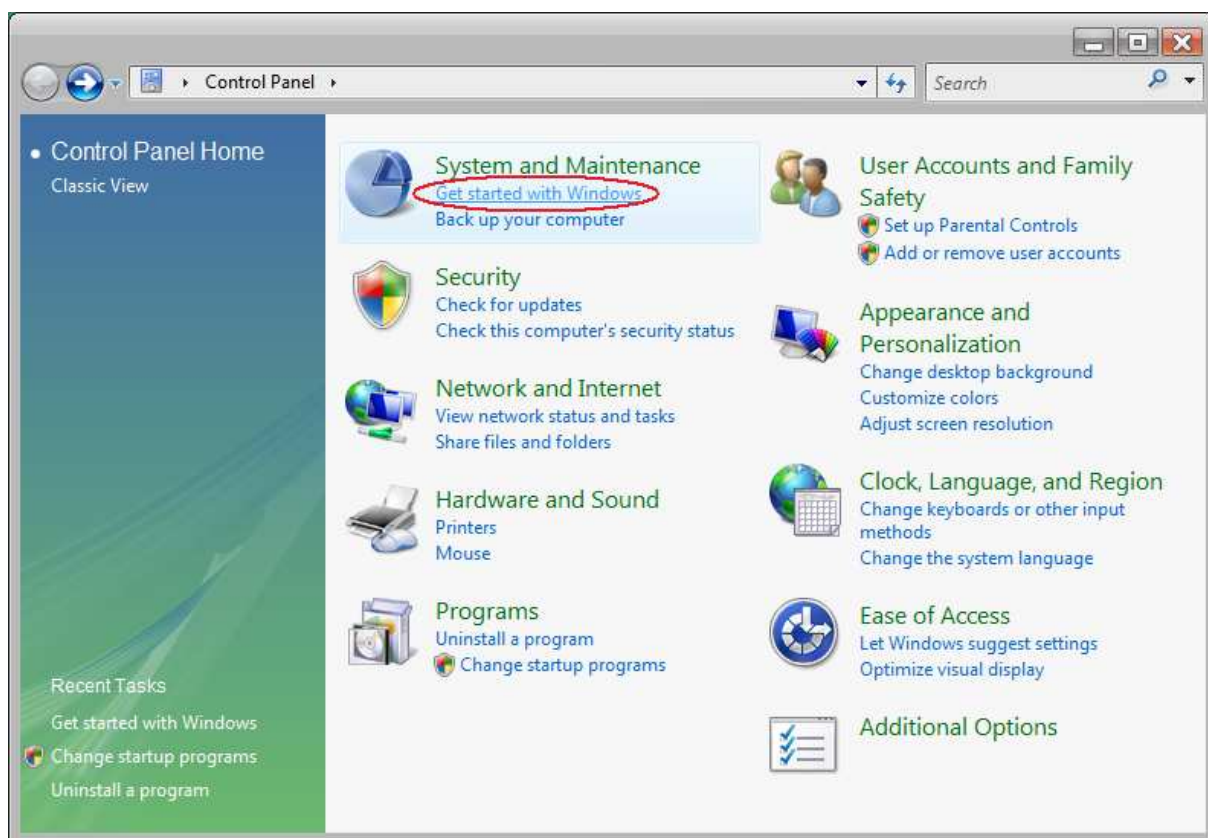 Control Panel
Search
Control Panel Home
Classic View
System and Maintenance
Get started with Windows
Back up your computer
Security
Check for updates
Check this computer's security status
Network and Internet
View network status and tasks
Share files and folders
Hardware and Sound
Printers
Mouse
Programs
Uninstall a program
Change startup programs
User Accounts and Family
Safety
Set up Parental Controls
Add or remove user accounts
Appearance and
Personalization
Change desktop background
Customize colors
Adjust screen resolution
Clock, Language, and Region
Change keyboards or other input
methods
Change the system language
Ease of Access
Let Windows suggest settings
Optimize visual display
Additional Options
Recent Tasks
Get started with Windows
Change startup programs
Uninstall a program